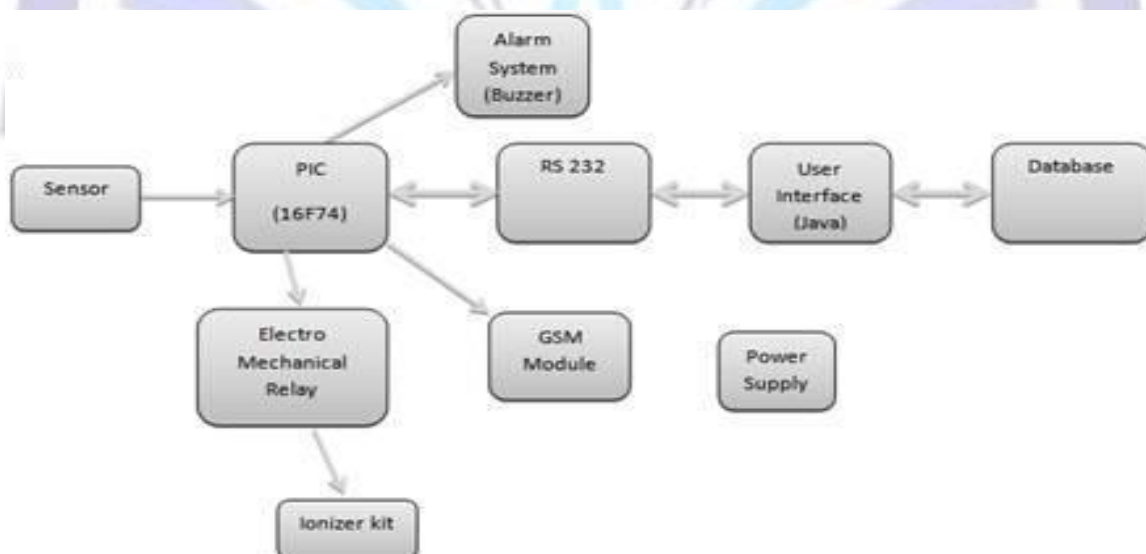 Alarm
System
(Buzzer)
Sensor
PIC
(16F74)
RS 232
User
Interface
(Java)
Database
Electro
Mechanical
Relay
GSM
Module
Power
Supply
Ionizer kit